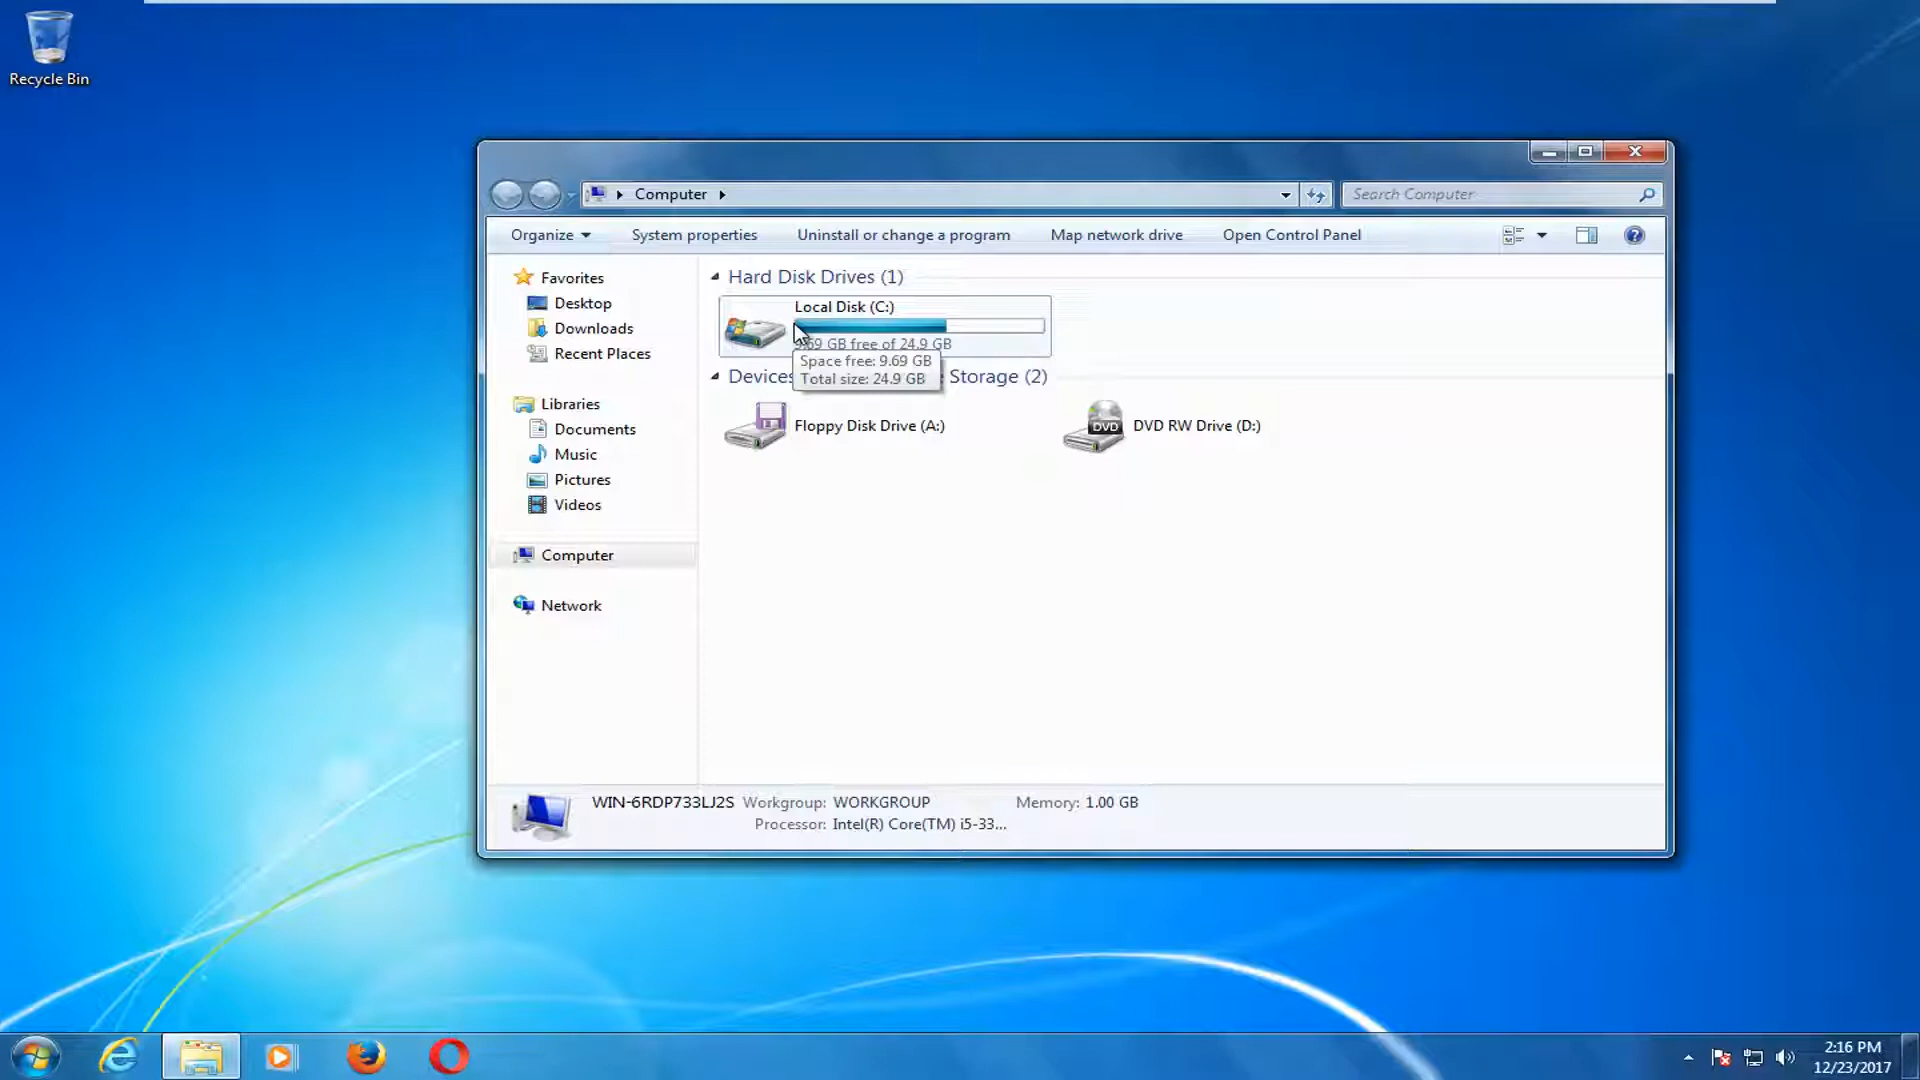 Recycle Bin
Computer
Search Computer
Organize
System properties
Uninstall or change a program
Map network drive
Open Control Panel
Favorites
Desktop
Downloads
Recent Places
Libraries
Documents
Music
Pictures
Videos
Computer
Network
Hard Disk Drives (1)
Local Disk (C:)
9.69 GB free of 24.9 GB
Space free: 9.69 GB
Total size: 24.9 GB
Devices Storage (2)
Floppy Disk Drive (A:)
DVD
DVD RW Drive (D:)
WIN-6RDP733LJ2S Workgroup: WORKGROUP Memory: 1.00 GB
Processor: Intel(R) Core(TM) i5-33...
2:16 PM
12/23/2017